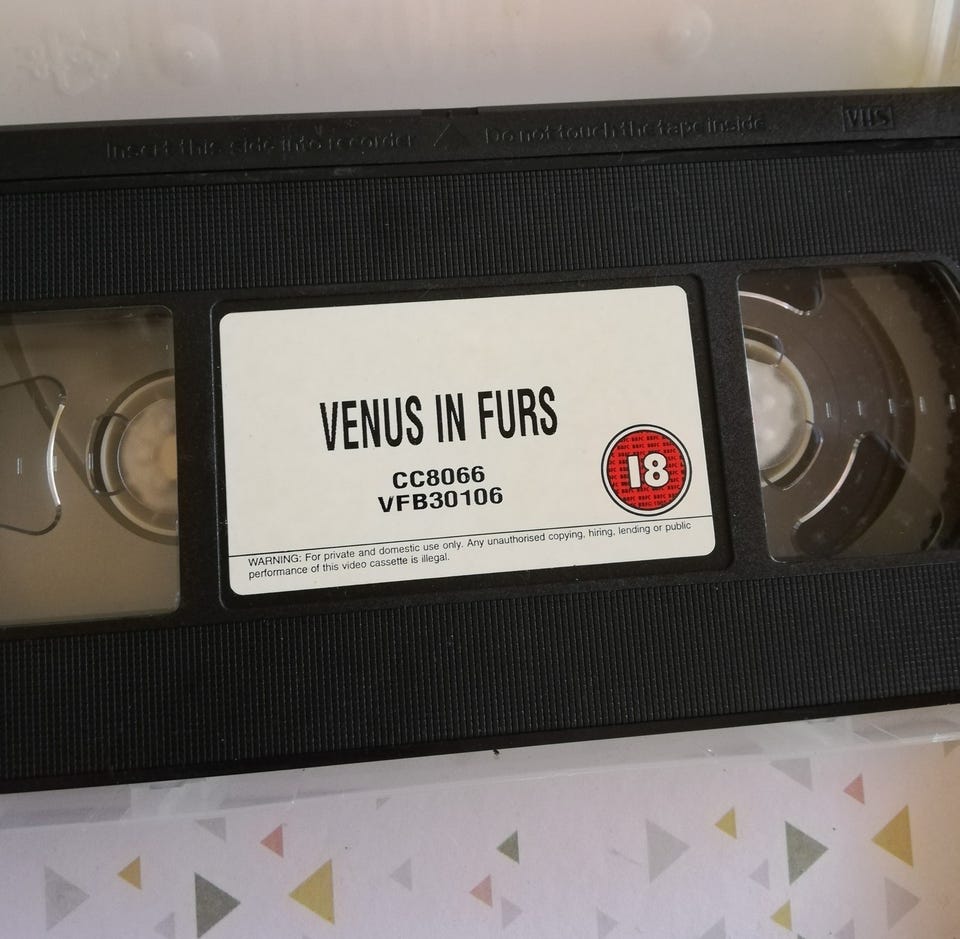 Insert this side into recorder Do not touch the tape inside VHS
VENUS IN FURS
CC8066
VFB30106
18
WARNING: For private and domestic use only. Any unauthorised copying, hiring, lending or public
performance of this video cassette is illegal.